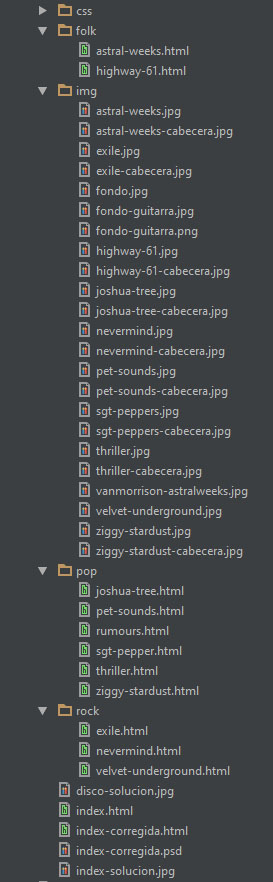 css
folk
astral-weeks.html
highway-61.html
img
astral-weeks.jpg
astral-weeks-cabecera.jpg
exile.jpg
exile-cabecera.jpg
fondo.jpg
fondo-guitarra.jpg
fondo-guitarra.png
highway-61.jpg
highway-61-cabecera.jpg
joshua-tree.jpg
joshua-tree-cabecera.jpg
nevermind.jpg
nevermind-cabecera.jpg
pet-sounds.jpg
pet-sounds-cabecera.jpg
sgt-peppers.jpg
sgt-peppers-cabecera.jpg
thriller.jpg
thriller-cabecera.jpg
vanmorrison-astralweeks.jpg
velvet-underground.jpg
ziggy-stardust.jpg
ziggy-stardust-cabecera.jpg
pop
joshua-tree.html
pet-sounds.html
rumours.html
sgt-pepper.html
thriller.html
ziggy-stardust.html
rock
exile.html
nevermind.html
velvet-underground.html
disco-solucion.jpg
index.html
index-corregida.html
index-corregida.psd
index-solucion.jpg